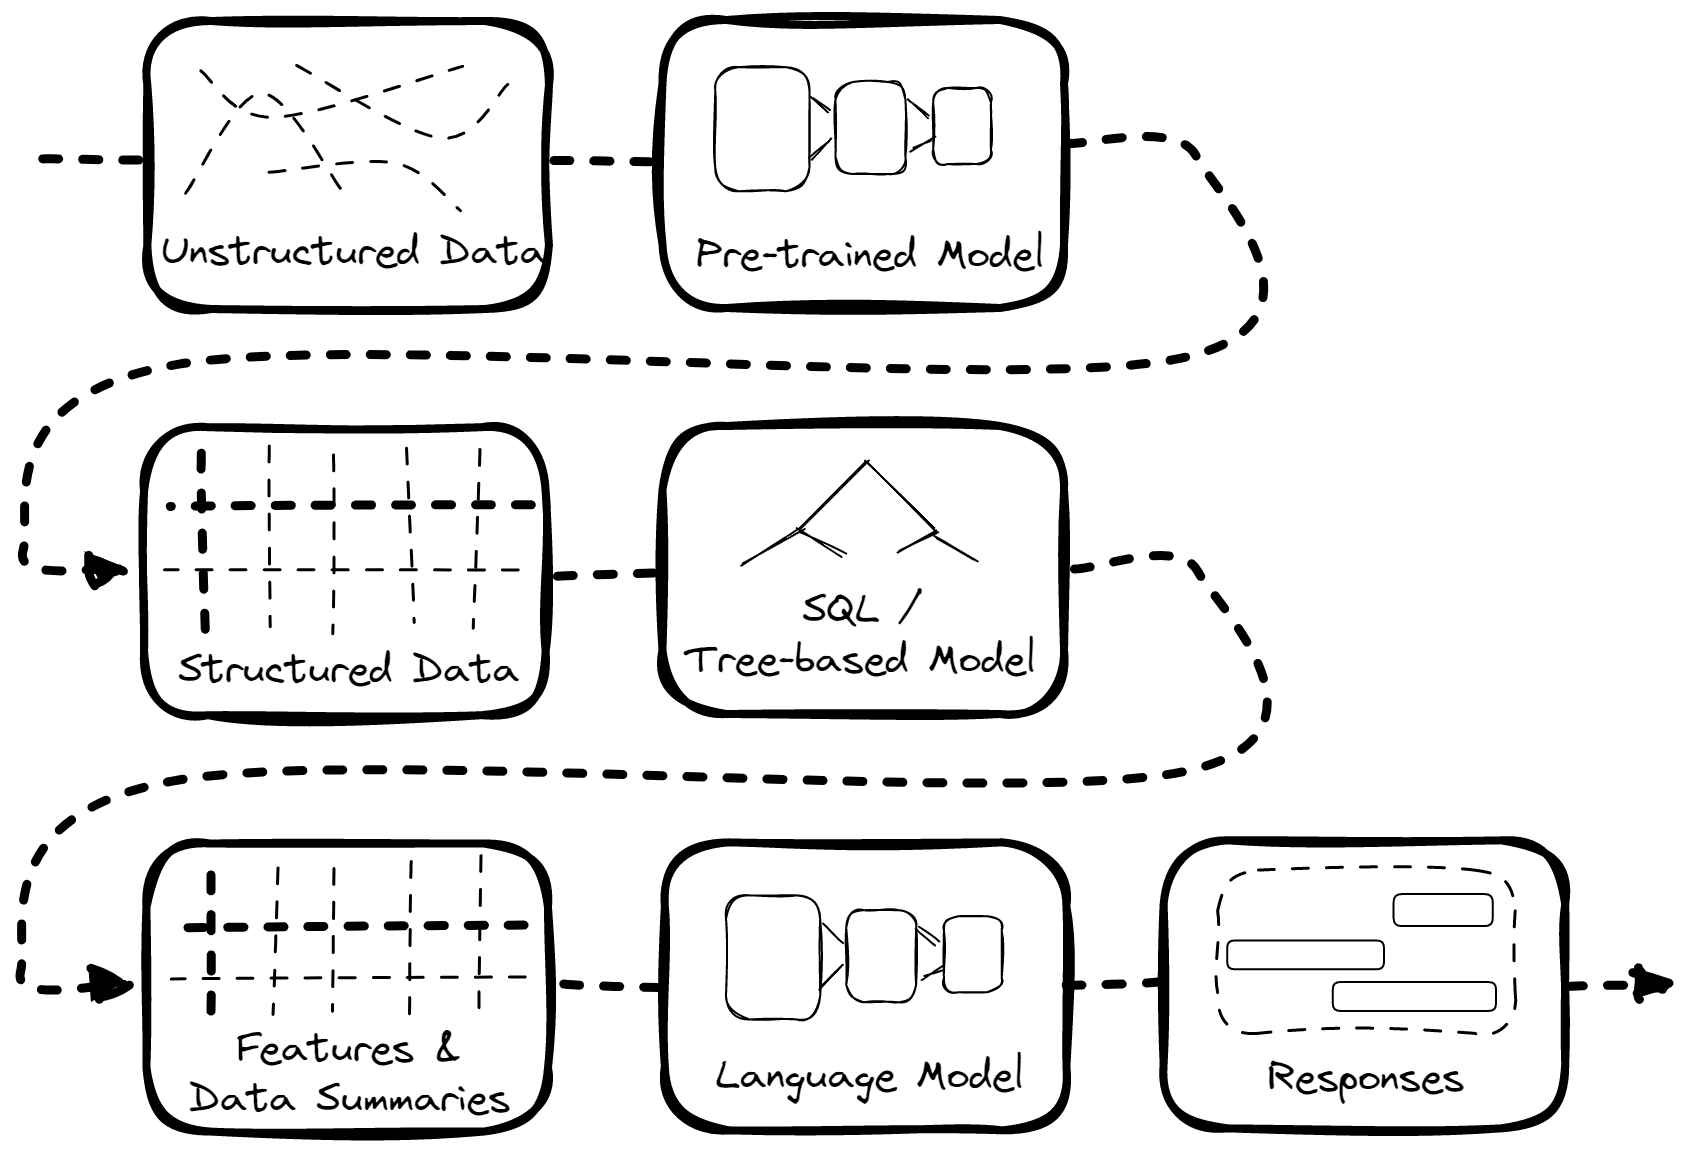 Unstructured Data
Pre-trained Model
Structured Data
SQL /
Tree-based Model
Features &
Data Summaries
Language Model
Responses